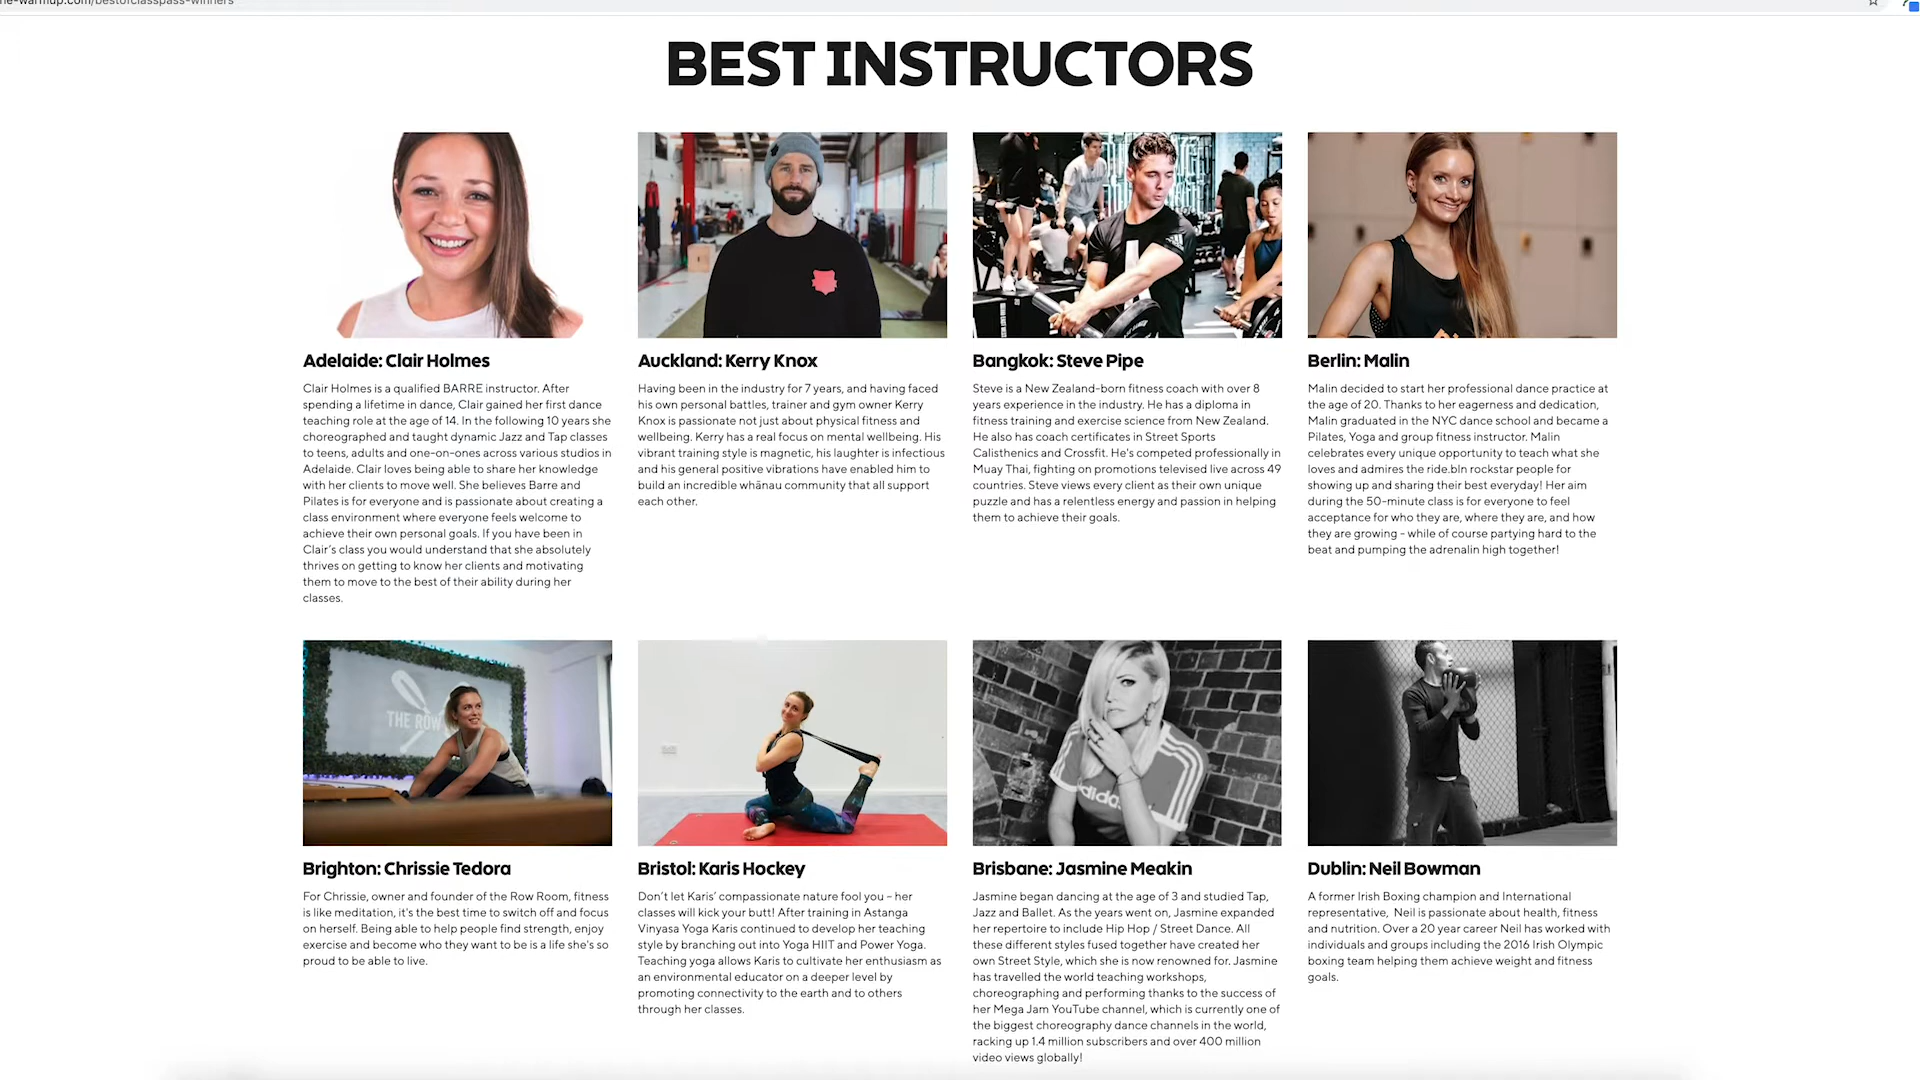 ne-warmup.com/bestofclasspass-winners
BEST INSTRUCTORS
Adelaide: Clair Holmes
Clair Holmes is a qualified BARRE instructor. After
spending a lifetime in dance, Clair gained her first dance
teaching role at the age of 14. In the following 10 years she
choreographed and taught dynamic Jazz and Tap classes
to teens, adults and one-on-ones across various studios in
Adelaide. Clair loves being able to share her knowledge
with her clients to move well. She believes Barre and
Pilates is for everyone and is passionate about creating a
class environment where everyone feels welcome to
achieve their own personal goals. If you have been in
Clair's class you would understand that she absolutely
thrives on getting to know her clients and motivating
them to move to the best of their ability during her
classes.
Auckland: Kerry Knox
Having been in the industry for 7 years, and having faced
his own personal battles, trainer and gym owner Kerry
Knox is passionate not just about physical fitness and
wellbeing. Kerry has a real focus on mental wellbeing. His
vibrant training style is magnetic, his laughter is infectious
and his general positive vibrations have enabled him to
build an incredible whānau community that all support
each other.
Bangkok: Steve Pipe
Steve is a New Zealand-born fitness coach with over 8
years experience in the industry. He has a diploma in
fitness training and exercise science from New Zealand.
He also has coach certificates in Street Sports
Calisthenics and Crossfit. He's competed professionally in
Muay Thai, fighting on promotions televised live across 49
countries. Steve views every client as their own unique
puzzle and has a relentless energy and passion in helping
them to achieve their goals.
Berlin: Malin
Malin decided to start her professional dance practice at
the age of 20. Thanks to her eagerness and dedication,
Malin graduated in the NYC dance school and became a
Pilates, Yoga and group fitness instructor. Malin
celebrates every unique opportunity to teach what she
loves and admires the ride.bln rockstar people for
showing up and sharing their best everyday! Her aim
during the 50-minute class is for everyone to feel
acceptance for who they are, where they are, and how
they are growing - while of course partying hard to the
beat and pumping the adrenalin high together!
THE ROW
Brighton: Chrissie Tedora
For Chrissie, owner and founder of the Row Room, fitness
is like meditation, it's the best time to switch off and focus
on herself. Being able to help people find strength, enjoy
exercise and become who they want to be is a life she's so
proud to be able to live.
Bristol: Karis Hockey
Don't let Karis' compassionate nature fool you – her
classes will kick your butt! After training in Astanga
Vinyasa Yoga Karis continued to develop her teaching
style by branching out into Yoga HIIT and Power Yoga.
Teaching yoga allows Karis to cultivate her enthusiasm as
an environmental educator on a deeper level by
promoting connectivity to the earth and to others
through her classes.
adidas
Brisbane: Jasmine Meakin
Jasmine began dancing at the age of 3 and studied Tap,
Jazz and Ballet. As the years went on, Jasmine expanded
her repertoire to include Hip Hop / Street Dance. All
these different styles fused together have created her
own Street Style, which she is now renowned for. Jasmine
has travelled the world teaching workshops,
choreographing and performing thanks to the success of
her Mega Jam YouTube channel, which is currently one of
the biggest choreography dance channels in the world,
racking up 1.4 million subscribers and over 400 million
video views globally!
Dublin: Neil Bowman
A former Irish Boxing champion and International
representative, Neil is passionate about health, fitness
and nutrition. Over a 20 year career Neil has worked with
individuals and groups including the 2016 Irish Olympic
boxing team helping them achieve weight and fitness
goals.